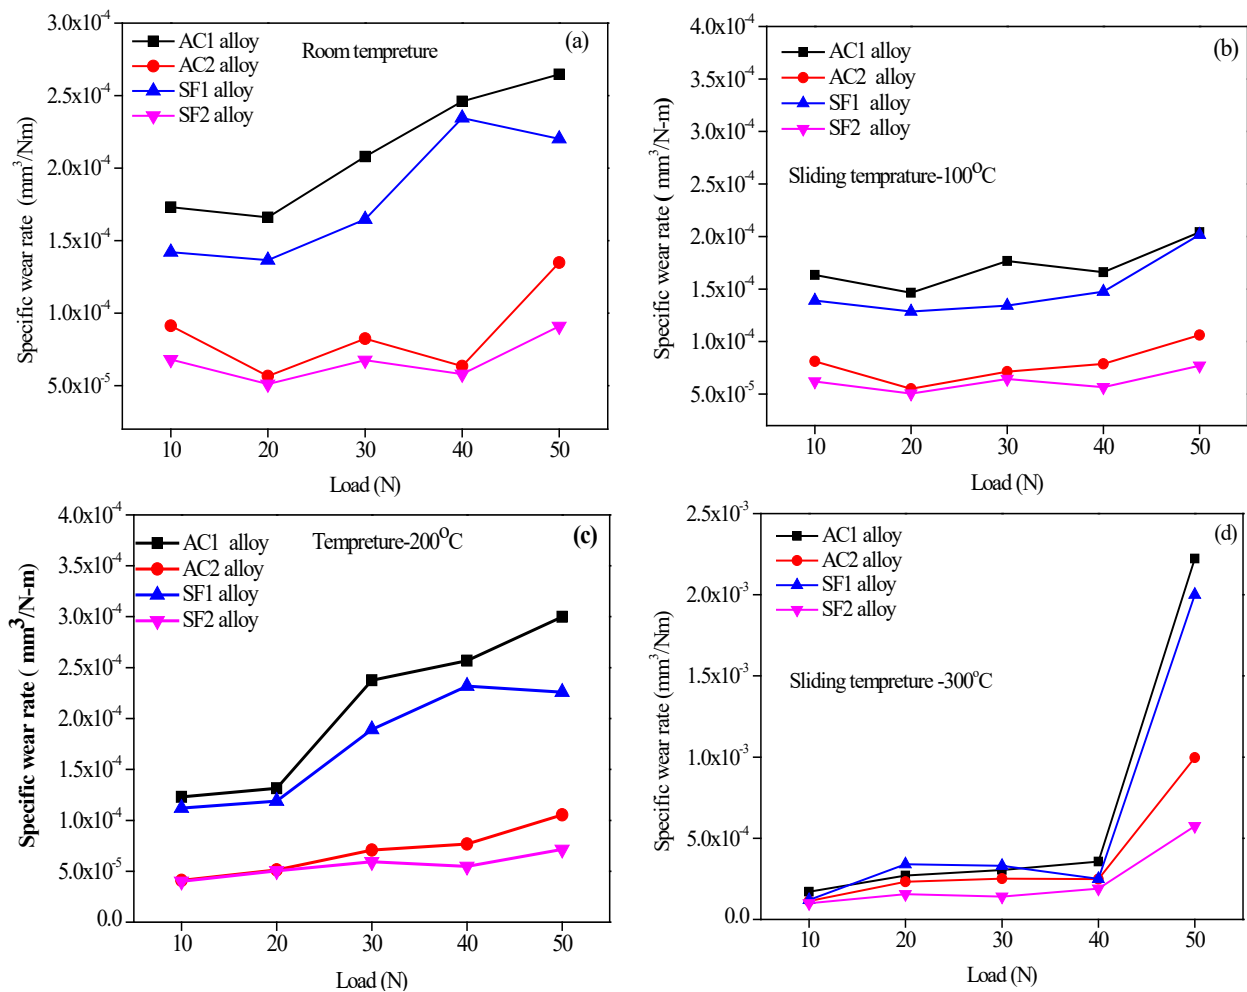 3.0x10⁻⁴
2.5x10⁻⁴
2.0x10⁻⁴
1.5x10⁻⁴
1.0x10⁻⁴
5.0x10⁻⁵
Specific wear rate (mm³/Nm)
AC1 alloy
AC2 alloy
SF1 alloy
SF2 alloy
Room tempreture
(a)
10 20 30 40 50
Load (N)
4.0x10⁻⁴
4.0x10⁻⁴
3.5x10⁻⁴
3.0x10⁻⁴
2.5x10⁻⁴
2.0x10⁻⁴
1.5x10⁻⁴
1.0x10⁻⁴
5.0x10⁻⁵
Specific wear rate ( mm³/N-m)
AC1 alloy
AC2 alloy
SF1 alloy
SF2 alloy
(b)
Sliding temprature-100⁰C
10 20 30 40 50
Load (N)
4.0x10⁻⁴
3.5x10⁻⁴
3.0x10⁻⁴
2.5x10⁻⁴
2.0x10⁻⁴
1.5x10⁻⁴
1.0x10⁻⁴
5.0x10⁻⁵
0.0
Specific wear rate ( mm³/N-m)
AC1 alloy
AC2 alloy
SF1 alloy
SF2 alloy
Tempreture-200⁰C
(c)
10 20 30 40 50
Load (N)
2.5x10⁻³
2.0x10⁻³
1.5x10⁻³
1.0x10⁻³
5.0x10⁻⁴
0.0
Specific wear rate (mm³/Nm)
AC1 alloy
AC2 alloy
SF1 alloy
SF2 alloy
(d)
Sliding tempreture -300°C
10 20 30 40 50
Load (N)